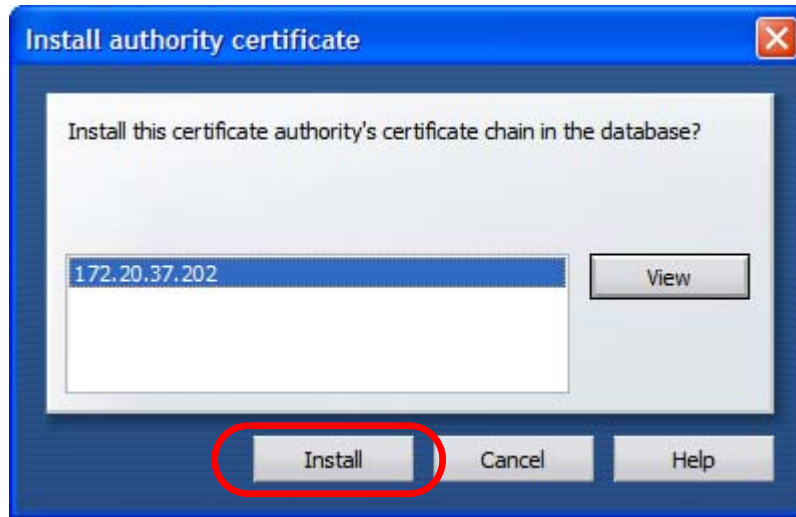 Install authority certificate
Install this certificate authority's certificate chain in the database?
172.20.37.202
View
Install
Cancel
Help